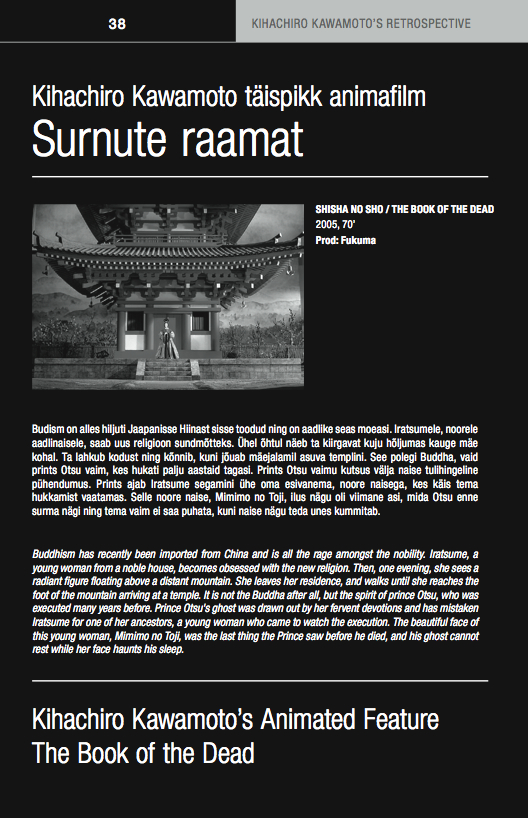 38
KIHACHIRO KAWAMOTO'S RETROSPECTIVE
Kihachiro Kawamoto täispikk animafilm
Surnute raamat
SHISHA NO SHO / THE BOOK OF THE DEAD
2005, 70'
Prod: Fukuma
Budism on alles hiljuti Jaapanisse Hiinast sisse toodud ning on aadlike seas moeasi. Iratsumele, noorele
aadlinaisele, saab uus religioon sundmõtteks. Ühel õhtul näeb ta kiirgavat kuju hõljumas kauge mäe
kohal. Ta lahkub kodust ning kõnnib, kuni jõuab mäejalamil asuva templini. See polegi Buddha, vaid
prints Otsu vaim, kes hukati palju aastaid tagasi. Prints Otsu vaimu kutsus välja naise tulihingeline
pühendumus. Prints ajab Iratsume segamini ühe oma esivanema, noore naisega, kes käis tema
hukkamist vaatamas. Selle noore naise, Mimimo no Toji, ilus nägu oli viimane asi, mida Otsu enne
surma nägi ning tema vaim ei saa puhata, kuni naise nägu teda unes kummitab.
Buddhism has recently been imported from China and is all the rage amongst the nobility. Iratsume, a
young woman from a noble house, becomes obsessed with the new religion. Then, one evening, she sees a
radiant figure floating above a distant mountain. She leaves her residence, and walks until she reaches the
foot of the mountain arriving at a temple. It is not the Buddha after all, but the spirit of prince Otsu, who was
executed many years before. Prince Otsu's ghost was drawn out by her fervent devotions and has mistaken
Iratsume for one of her ancestors, a young woman who came to watch the execution. The beautiful face of
this young woman, Mimimo no Toji, was the last thing the Prince saw before he died, and his ghost cannot
rest while her face haunts his sleep.
Kihachiro Kawamoto's Animated Feature
The Book of the Dead